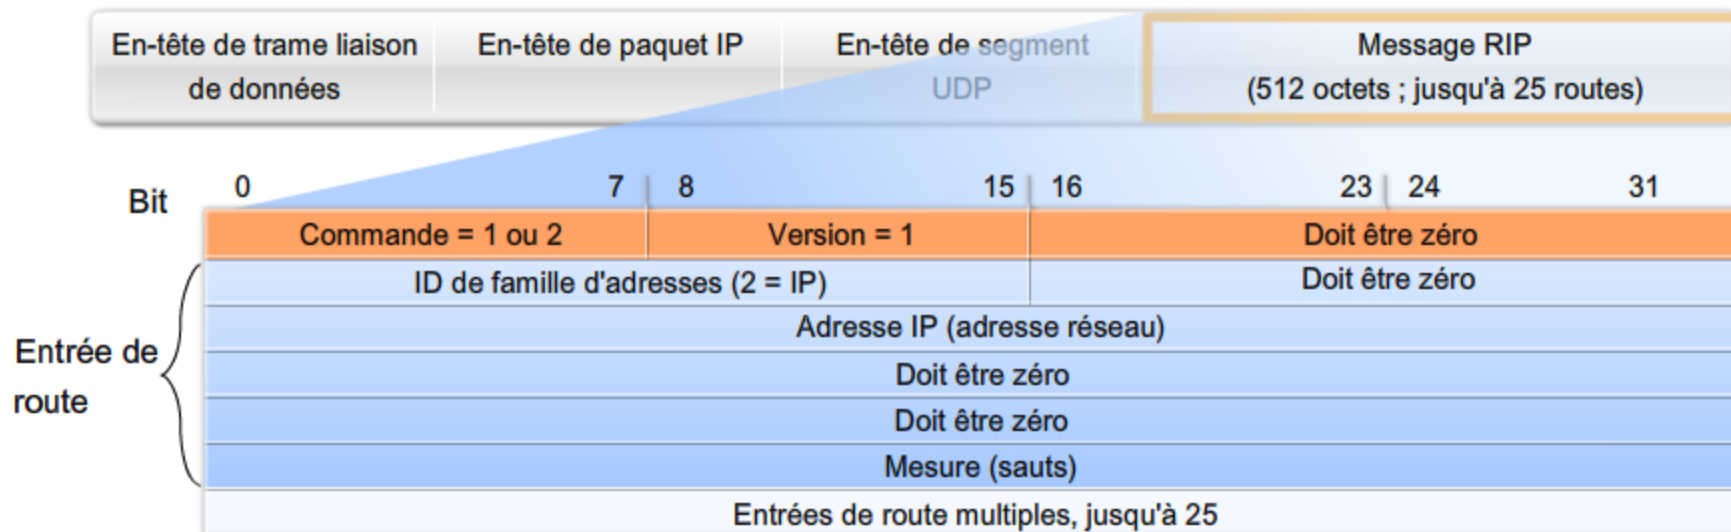 En-tête de trame liaison
de données
En-tête de paquet IP
En-tête de segment
UDP
Message RIP
(512 octets ; jusqu'à 25 routes)
Bit
0 7 8 15 16 23 24 31
Commande = 1 ou 2 Version = 1 Doit être zéro
ID de famille d'adresses (2 = IP) Doit être zéro
Adresse IP (adresse réseau)
Entrée de
route
Doit être zéro
Doit être zéro
Mesure (sauts)
Entrées de route multiples, jusqu'à 25